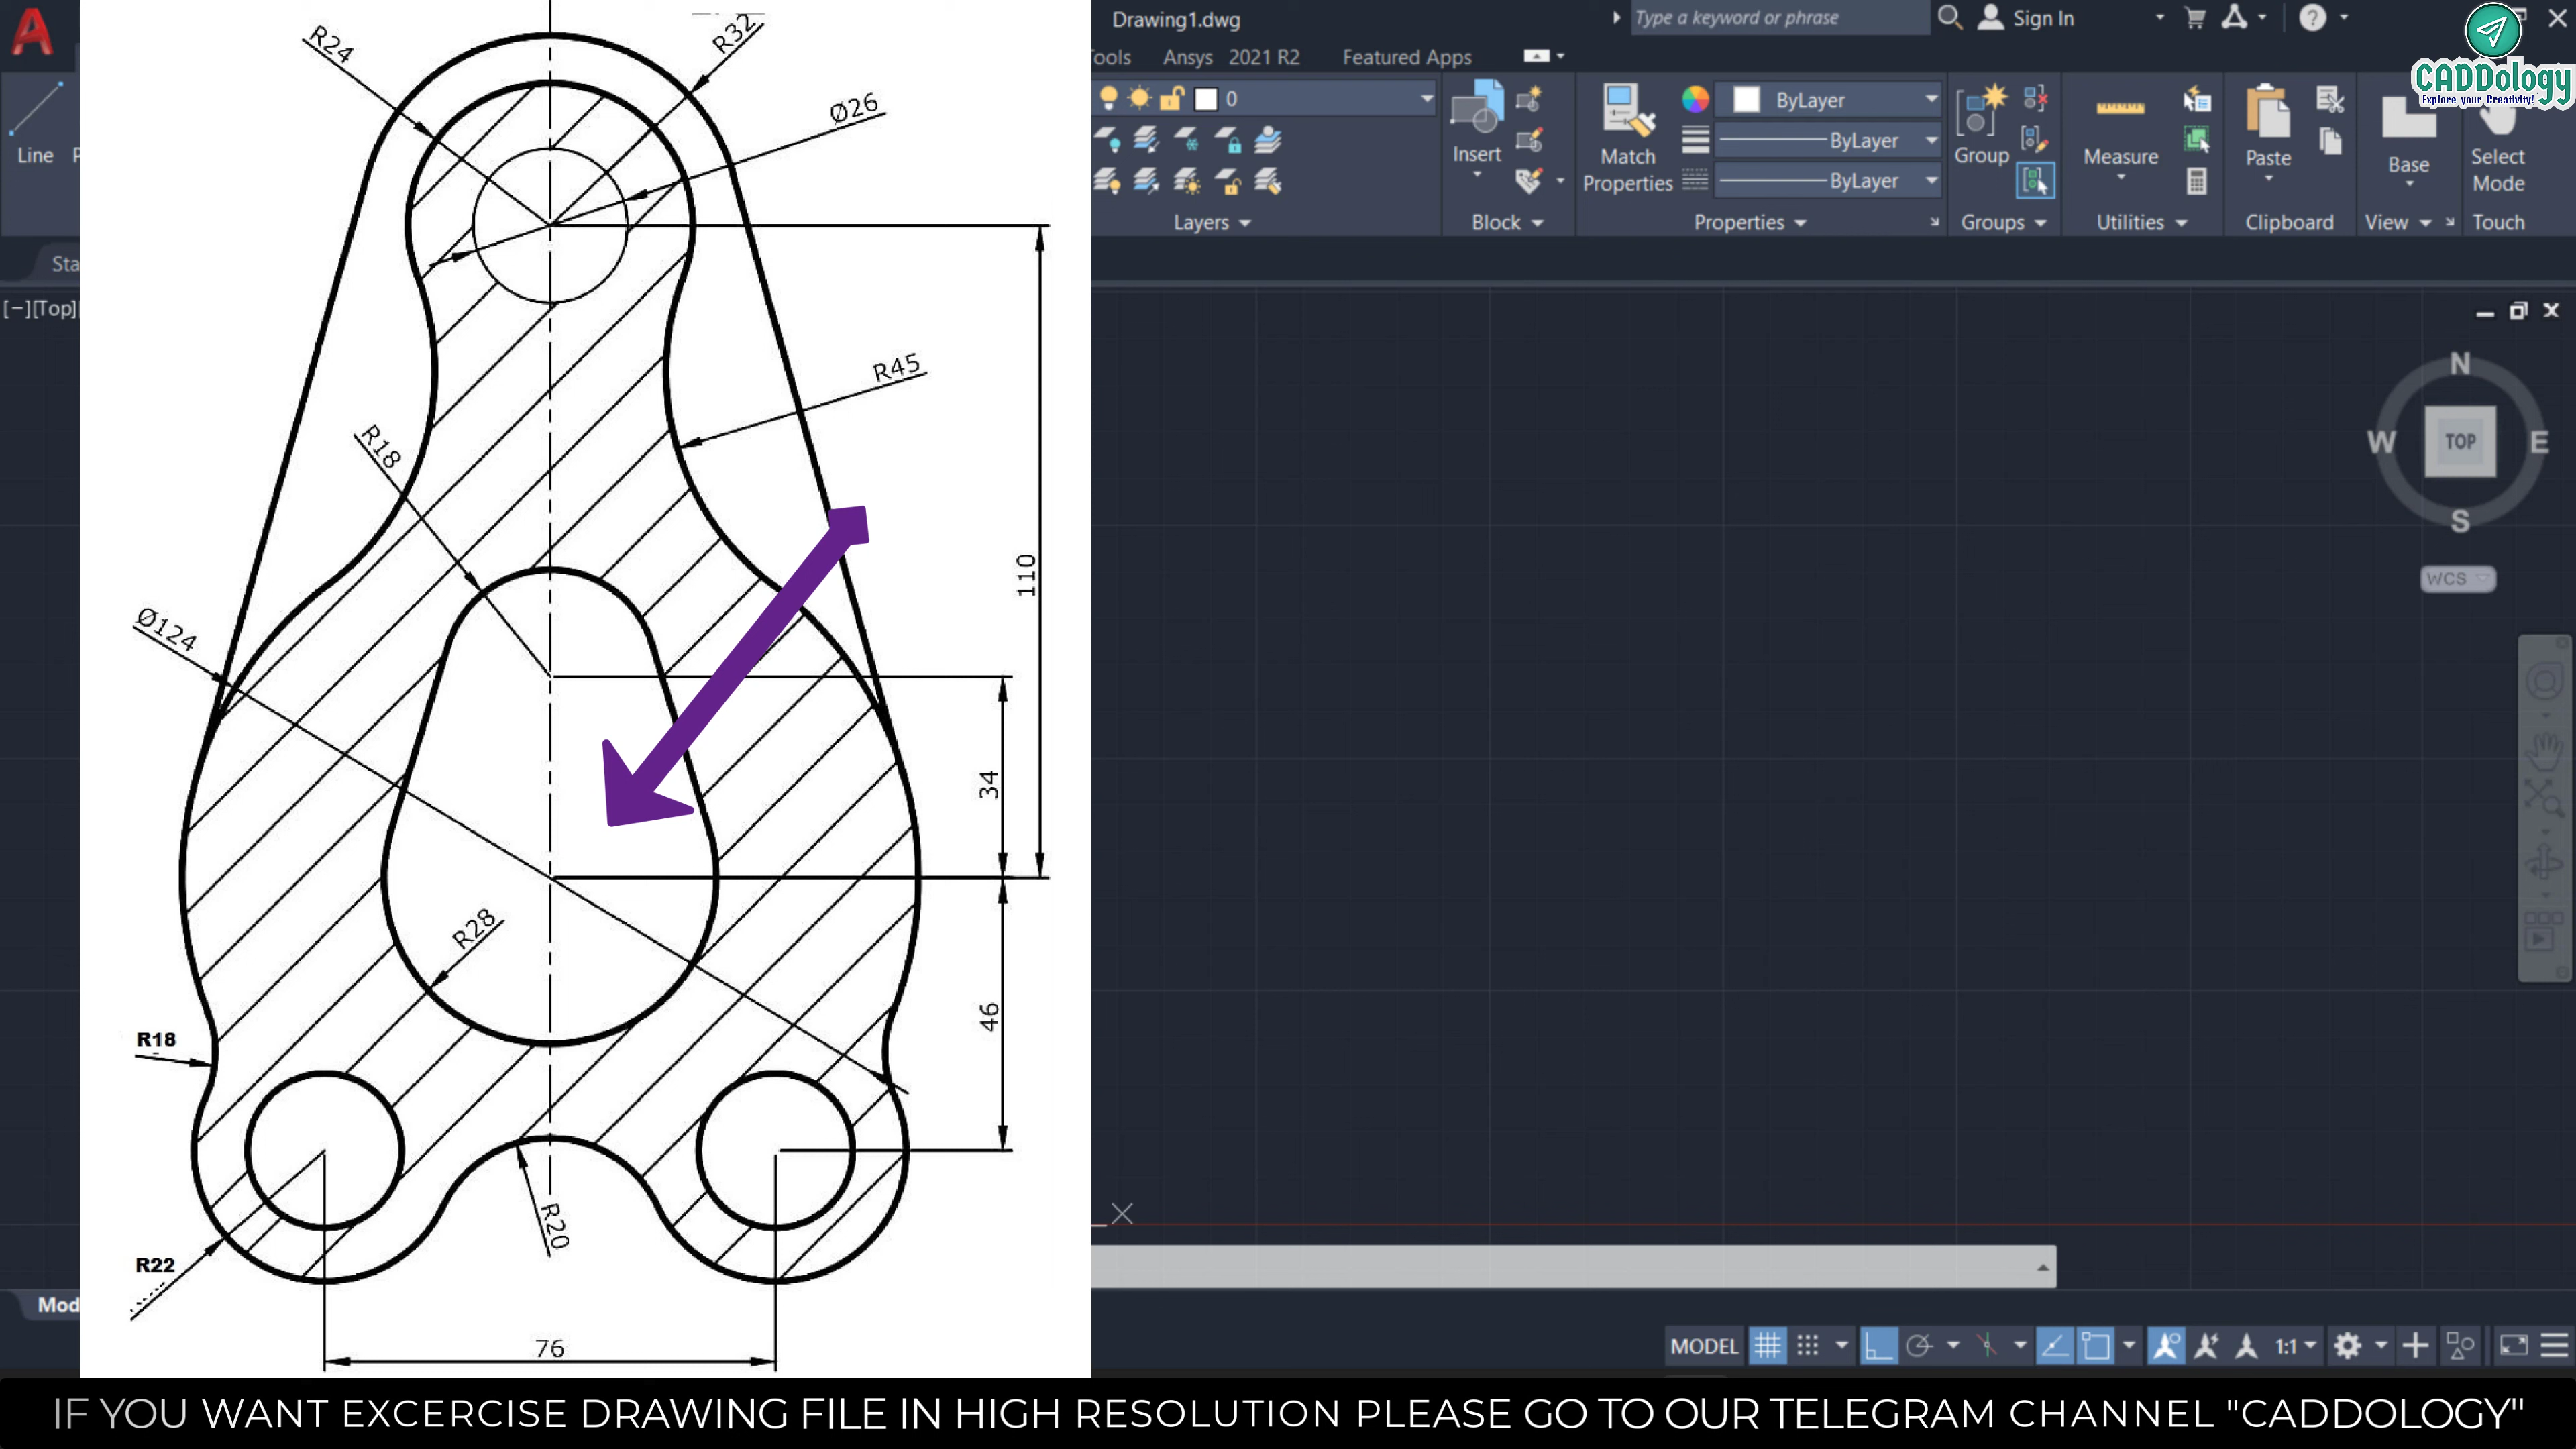 Drawing1.dwg
Type a keyword or phrase
Sign In
CADDology
Explore your Creativity!
ools
Ansys
2021 R2
Featured Apps
0
Line
P
Insert
Match
Properties
ByLayer
ByLayer
ByLayer
Group
Measure
Paste
Base
Select
Mode
Layers
Block
Properties
Groups
Utilities
Clipboard
View
Touch
Sta
[−][Top]
N
W
TOP
E
S
WCS
R24
R32
Ø26
R45
R18
110
Ø124
34
R28
46
R18
R20
R22
76
Mod
MODEL
1:1
IF YOU WANT EXCERCISE DRAWING FILE IN HIGH RESOLUTION PLEASE GO TO OUR TELEGRAM CHANNEL "CADDOLOGY"